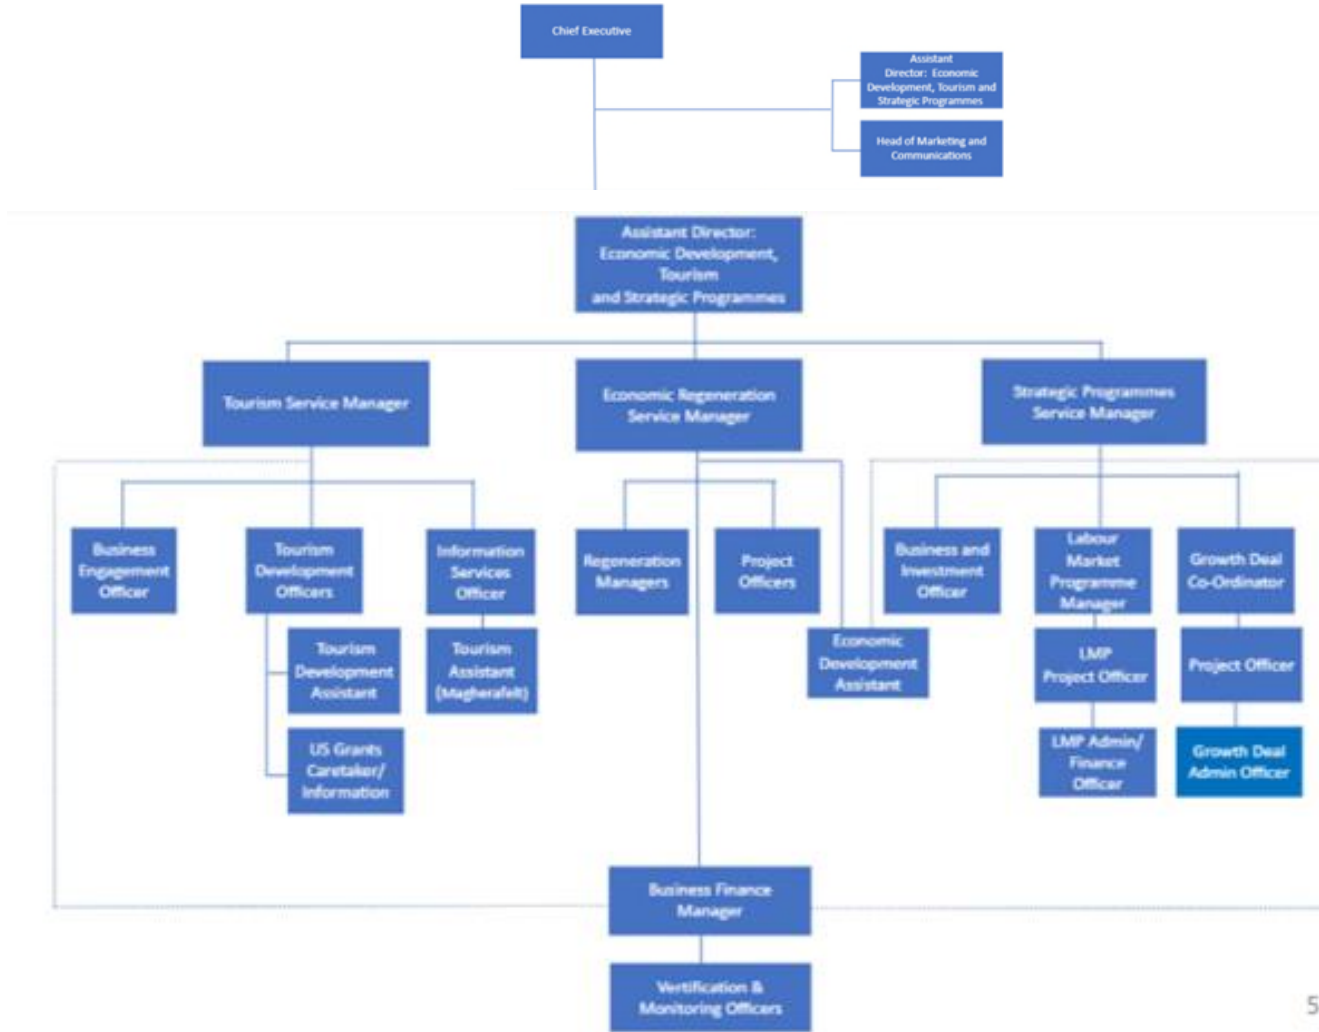 Chief Executive
Assistant
Director: Economic
Development, Tourism and
Strategic Programmes
Head of Marketing and
Communications
Assistant Director:
Economic Development,
Tourism
and Strategic Programmes
Tourism Service Manager
Economic Regeneration
Service Manager
Strategic Programmes
Service Manager
Business
Engagement
Officer
Tourism
Development
Officers
Information
Services
Officer
Regeneration
Managers
Project
Officers
Business and
Investment
Officer
Labour
Market
Programme
Manager
Growth Deal
Co-Ordinator
Tourism
Development
Assistant
Tourism
Assistant
(Magherafelt)
Economic
Development
Assistant
LMP
Project Officer
Project Officer
US Grants
Caretaker/
Information
LMP Admin/
Finance
Officer
Growth Deal
Admin Officer
Business Finance
Manager
Vertification &
Monitoring Officers
5